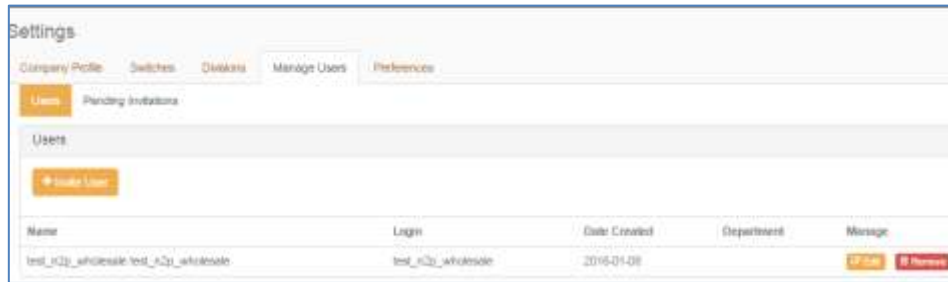 Settings
Company Profile Switches Divisions Manage Users Preferences
Users Pending Invitations
Users
Invite User
Name Login Date Created Department Manage
test_n2p_wholesale test_n2p_wholesale test_n2p_wholesale 2016-01-08 Edit Remove